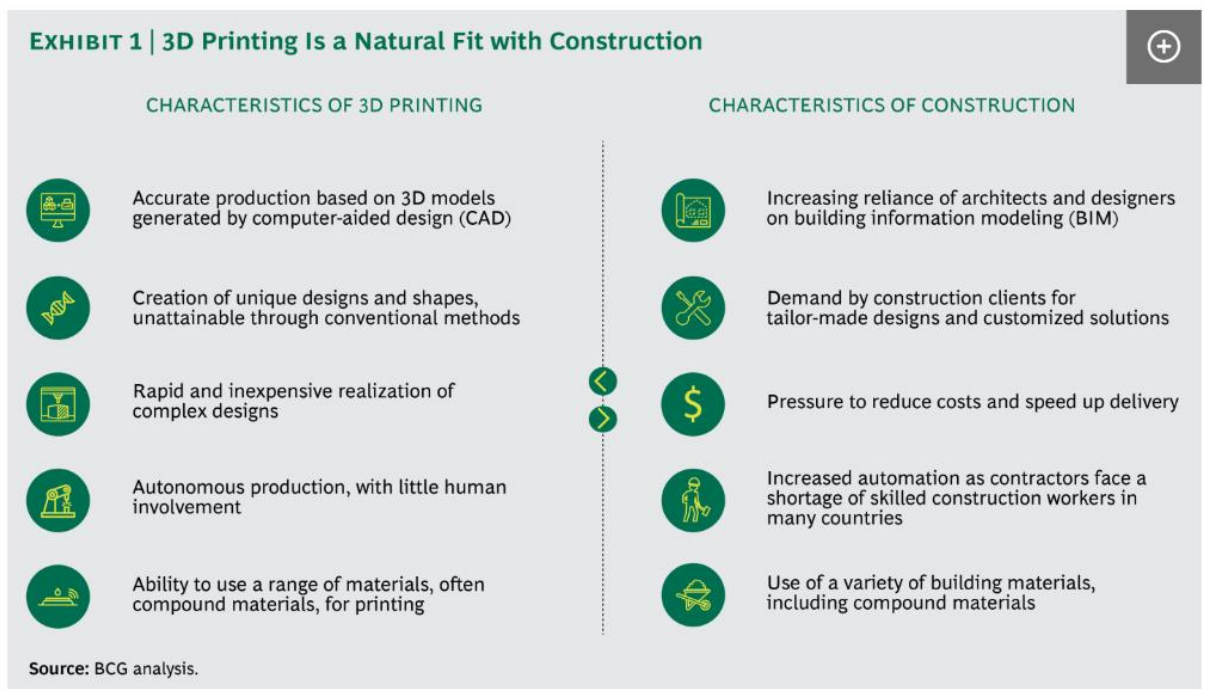 EXHIBIT 1 | 3D Printing Is a Natural Fit with Construction
CHARACTERISTICS OF 3D PRINTING
Accurate production based on 3D models
generated by computer-aided design (CAD)
Creation of unique designs and shapes,
unattainable through conventional methods
Rapid and inexpensive realization of
complex designs
Autonomous production, with little human
involvement
Ability to use a range of materials, often
compound materials, for printing
CHARACTERISTICS OF CONSTRUCTION
Increasing reliance of architects and designers
on building information modeling (BIM)
Demand by construction clients for
tailor-made designs and customized solutions
$
Pressure to reduce costs and speed up delivery
Increased automation as contractors face a
shortage of skilled construction workers in
many countries
Use of a variety of building materials,
including compound materials
Source: BCG analysis.